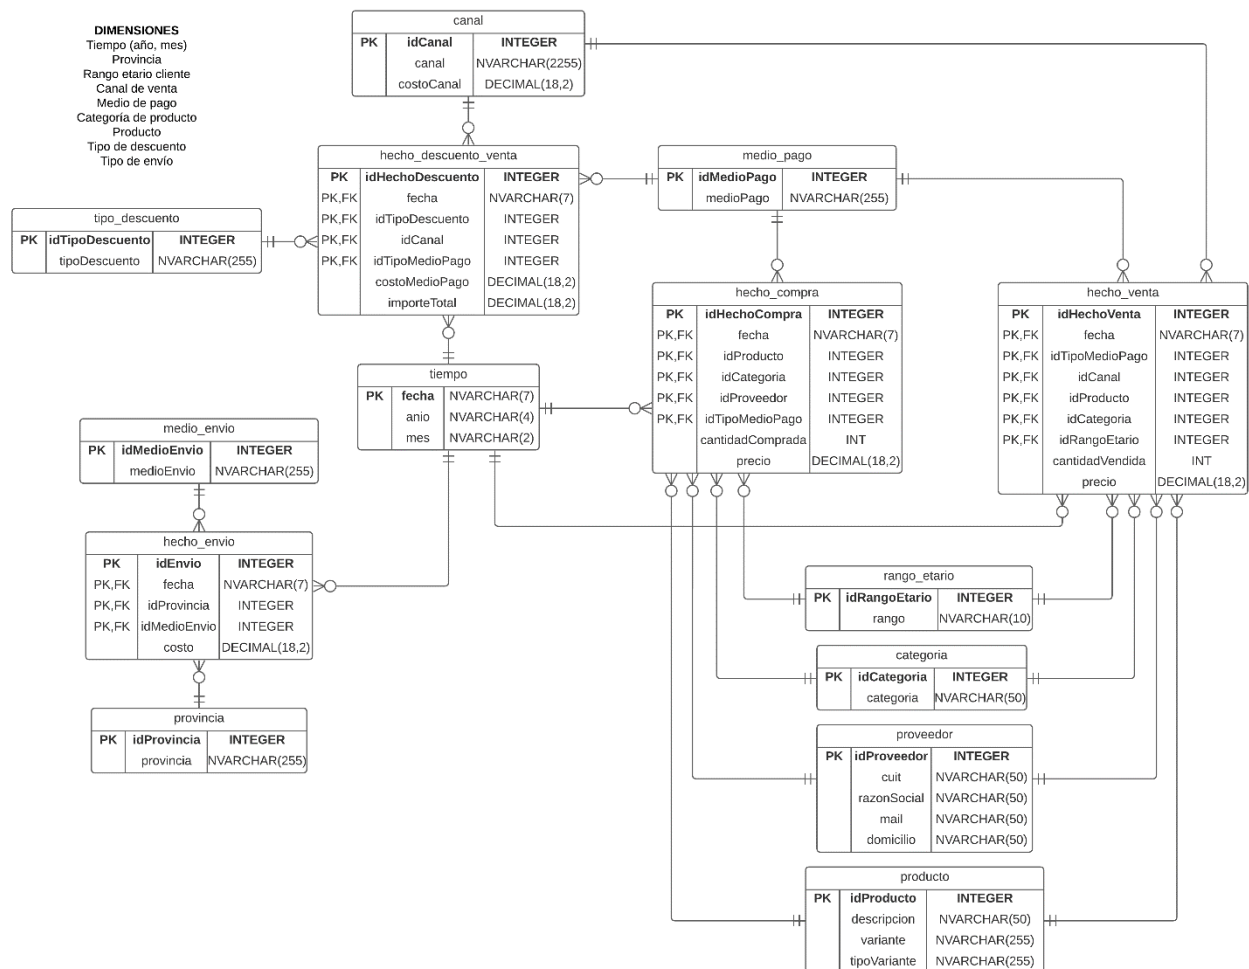 DIMENSIONES
Tiempo (año, mes)
Provincia
Rango etario cliente
Canal de venta
Medio de pago
Categoría de producto
Producto
Tipo de descuento
Tipo de envío
canal
PK idCanal INTEGER
canal NVARCHAR(2255)
costoCanal DECIMAL(18,2)
hecho_descuento_venta
PK idHechoDescuento INTEGER
PK,FK fecha NVARCHAR(7)
PK,FK idTipoDescuento INTEGER
PK,FK idCanal INTEGER
PK,FK idTipoMedioPago INTEGER
costoMedioPago DECIMAL(18,2)
importeTotal DECIMAL(18,2)
medio_pago
PK idMedioPago INTEGER
medioPago NVARCHAR(255)
tipo_descuento
PK idTipoDescuento INTEGER
tipoDescuento NVARCHAR(255)
hecho_compra
PK idHechoCompra INTEGER
PK,FK fecha NVARCHAR(7)
PK,FK idProducto INTEGER
PK,FK idCategoria INTEGER
PK,FK idProveedor INTEGER
PK,FK idTipoMedioPago INTEGER
cantidadComprada INT
precio DECIMAL(18,2)
hecho_venta
PK idHechoVenta INTEGER
PK,FK fecha NVARCHAR(7)
PK,FK idTipoMedioPago INTEGER
PK,FK idCanal INTEGER
PK,FK idProducto INTEGER
PK,FK idCategoria INTEGER
PK,FK idRangoEtario INTEGER
cantidadVendida INT
precio DECIMAL(18,2)
tiempo
PK fecha NVARCHAR(7)
anio NVARCHAR(4)
mes NVARCHAR(2)
medio_envio
PK idMedioEnvio INTEGER
medioEnvio NVARCHAR(255)
hecho_envio
PK idEnvio INTEGER
PK,FK fecha NVARCHAR(7)
PK,FK idProvincia INTEGER
PK,FK idMedioEnvio INTEGER
costo DECIMAL(18,2)
provincia
PK idProvincia INTEGER
provincia NVARCHAR(255)
rango_etario
PK idRangoEtario INTEGER
rango NVARCHAR(10)
categoria
PK idCategoria INTEGER
categoria NVARCHAR(50)
proveedor
PK idProveedor INTEGER
cuit NVARCHAR(50)
razonSocial NVARCHAR(50)
mail NVARCHAR(50)
domicilio NVARCHAR(50)
producto
PK idProducto INTEGER
descripcion NVARCHAR(50)
variante NVARCHAR(255)
tipoVariante NVARCHAR(255)